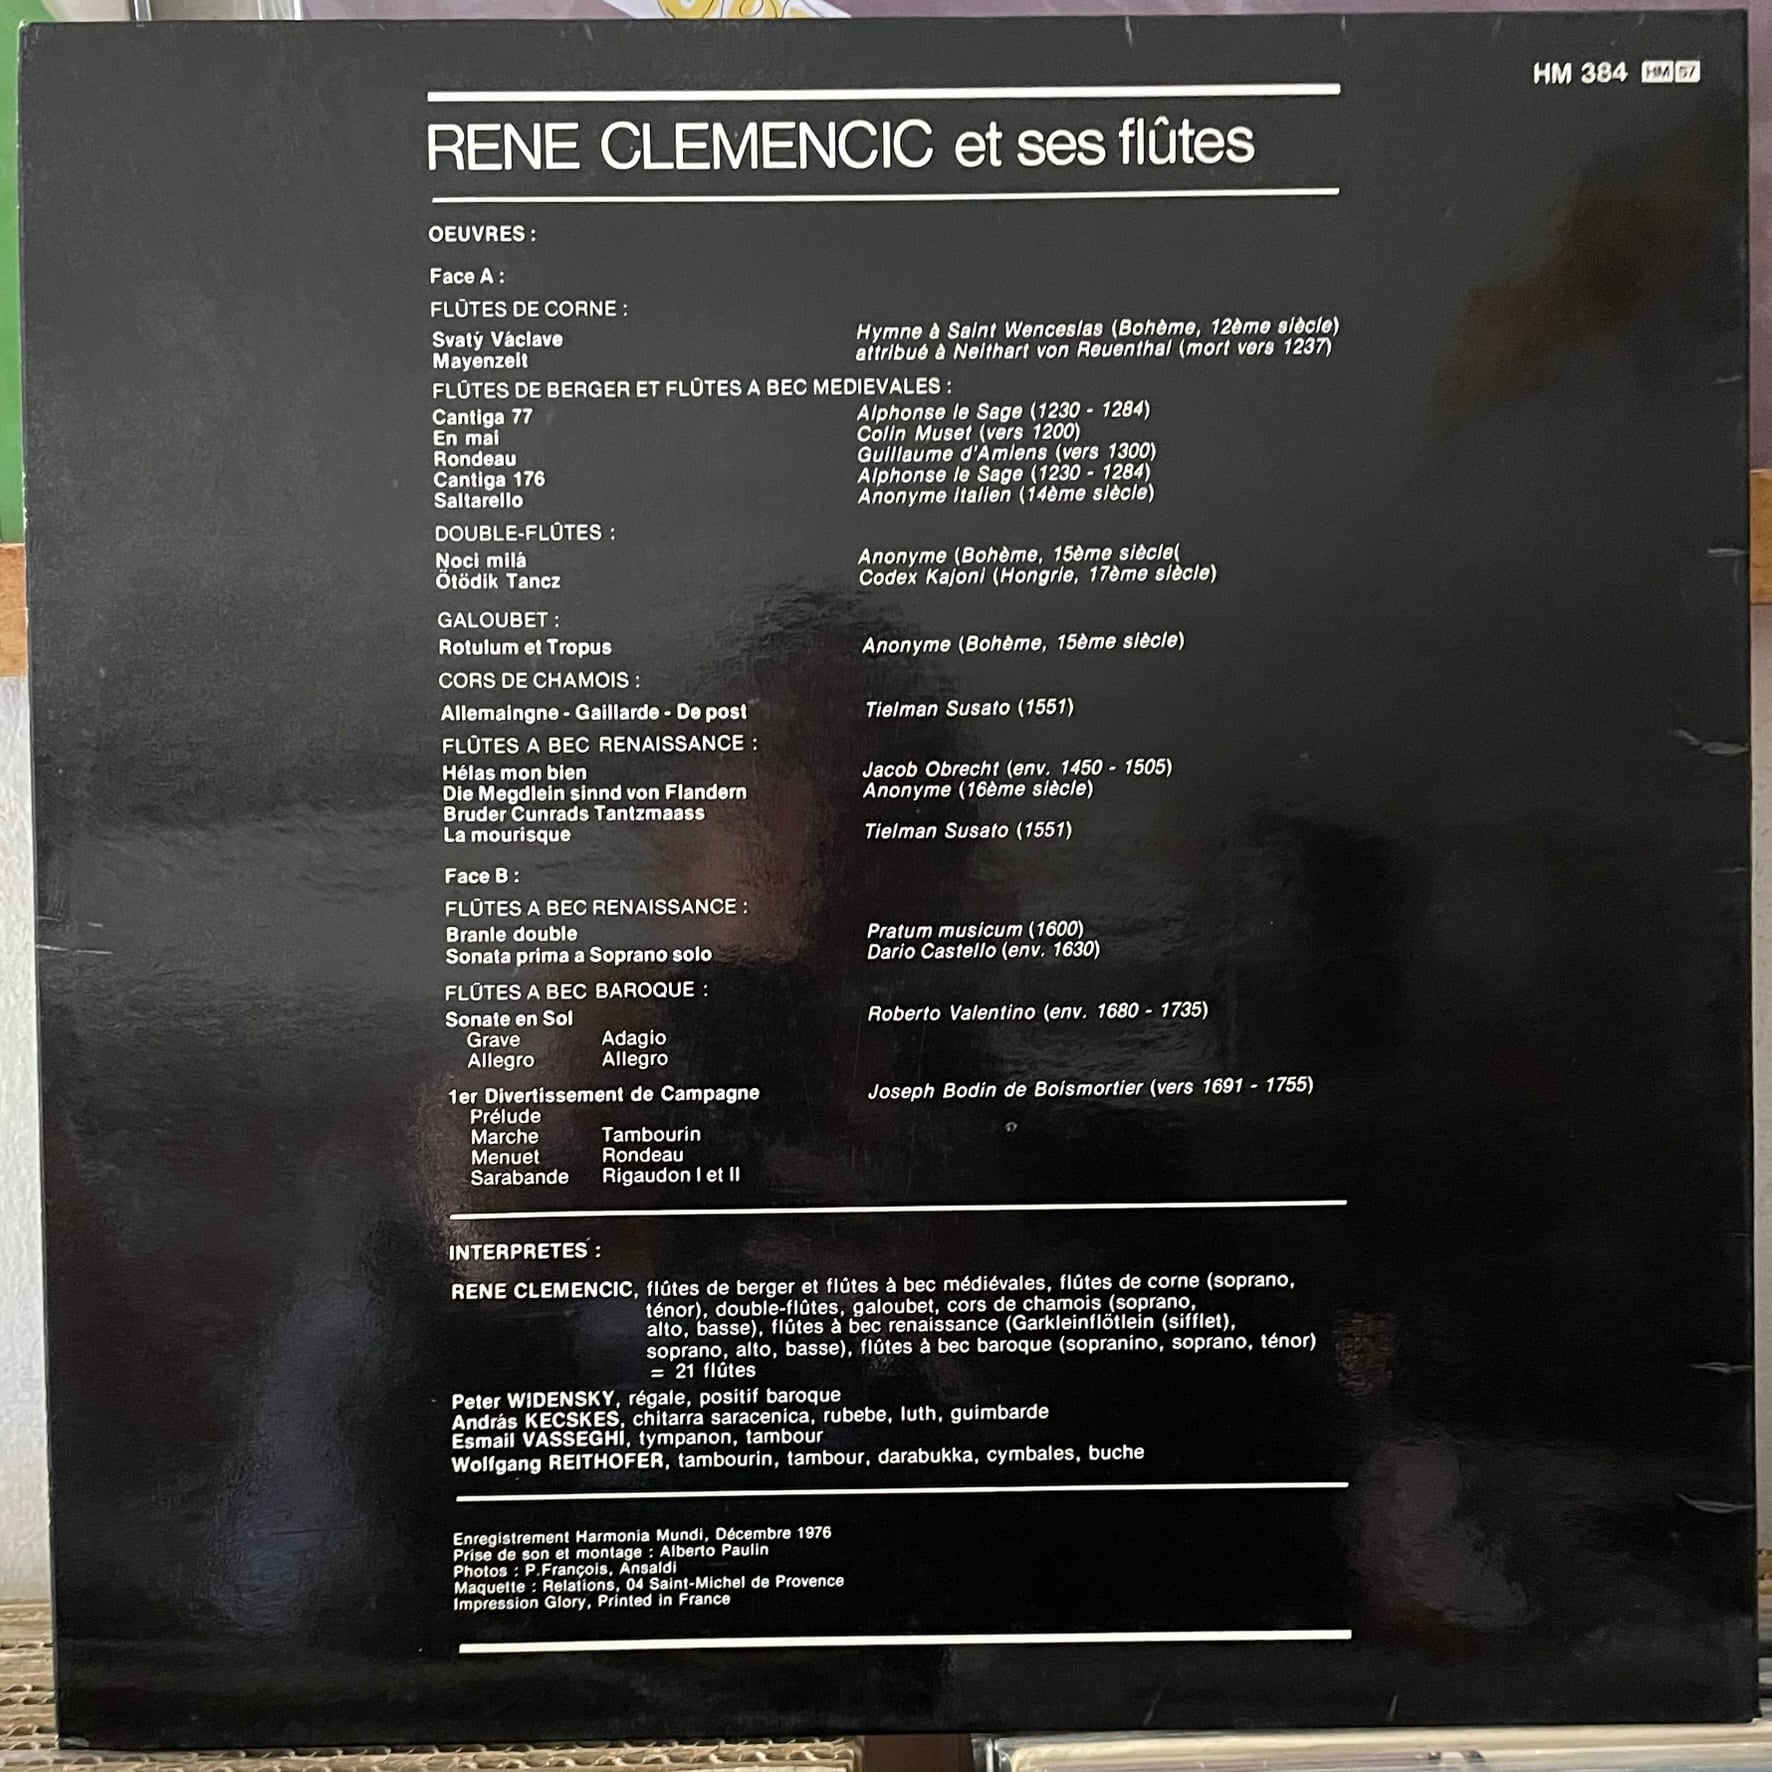 HM 384 HM 57
RENE CLEMENCIC et ses flûtes
OEUVRES :
Face A :
FLÛTES DE CORNE :
Svatý Václave Hymne à Saint Wenceslas (Bohème, 12ème siècle)
Mayenzeit attribué à Neithart von Reuenthal (mort vers 1237)
FLÛTES DE BERGER ET FLÛTES A BEC MEDIEVALES :
Cantiga 77 Alphonse le Sage (1230 - 1284)
En mai Colin Muset (vers 1200)
Rondeau Guillaume d'Amiens (vers 1300)
Cantiga 176 Alphonse le Sage (1230 - 1284)
Saltarello Anonyme italien (14ème siècle)
DOUBLE-FLÛTES :
Noci milá Anonyme (Bohème, 15ème siècle(
Ötödik Tancz Codex Kajoni (Hongrie, 17ème siècle)
GALOUBET :
Rotulum et Tropus Anonyme (Bohème, 15ème siècle)
CORS DE CHAMOIS :
Allemaingne - Gaillarde - De post Tielman Susato (1551)
FLÛTES A BEC RENAISSANCE :
Hélas mon bien Jacob Obrecht (env. 1450 - 1505)
Die Megdlein sinnd von Flandern Anonyme (16ème siècle)
Bruder Cunrads Tantzmaass
La mourisque Tielman Susato (1551)
Face B :
FLÛTES A BEC RENAISSANCE :
Branle double Pratum musicum (1600)
Sonata prima a Soprano solo Dario Castello (env. 1630)
FLÛTES A BEC BAROQUE :
Sonate en Sol Roberto Valentino (env. 1680 - 1735)
Grave Adagio
Allegro Allegro
1er Divertissement de Campagne Joseph Bodin de Boismortier (vers 1691 - 1755)
Prélude
Marche Tambourin
Menuet Rondeau
Sarabande Rigaudon I et II
INTERPRETES :
RENE CLEMENCIC, flûtes de berger et flûtes à bec médiévales, flûtes de corne (soprano,
ténor), double-flûtes, galoubet, cors de chamois (soprano,
alto, basse), flûtes à bec renaissance (Garkleinflötlein (sifflet),
soprano, alto, basse), flûtes à bec baroque (sopranino, soprano, ténor)
= 21 flûtes
Peter WIDENSKY, régale, positif baroque
András KECSKES, chitarra saracenica, rubebe, luth, guimbarde
Esmail VASSEGHI, tympanon, tambour
Wolfgang REITHOFER, tambourin, tambour, darabukka, cymbales, buche
Enregistrement Harmonia Mundi, Décembre 1976
Prise de son et montage : Alberto Paulin
Photos : P.François, Ansaldi
Maquette : Relations, 04 Saint-Michel de Provence
Impression Glory, Printed in France